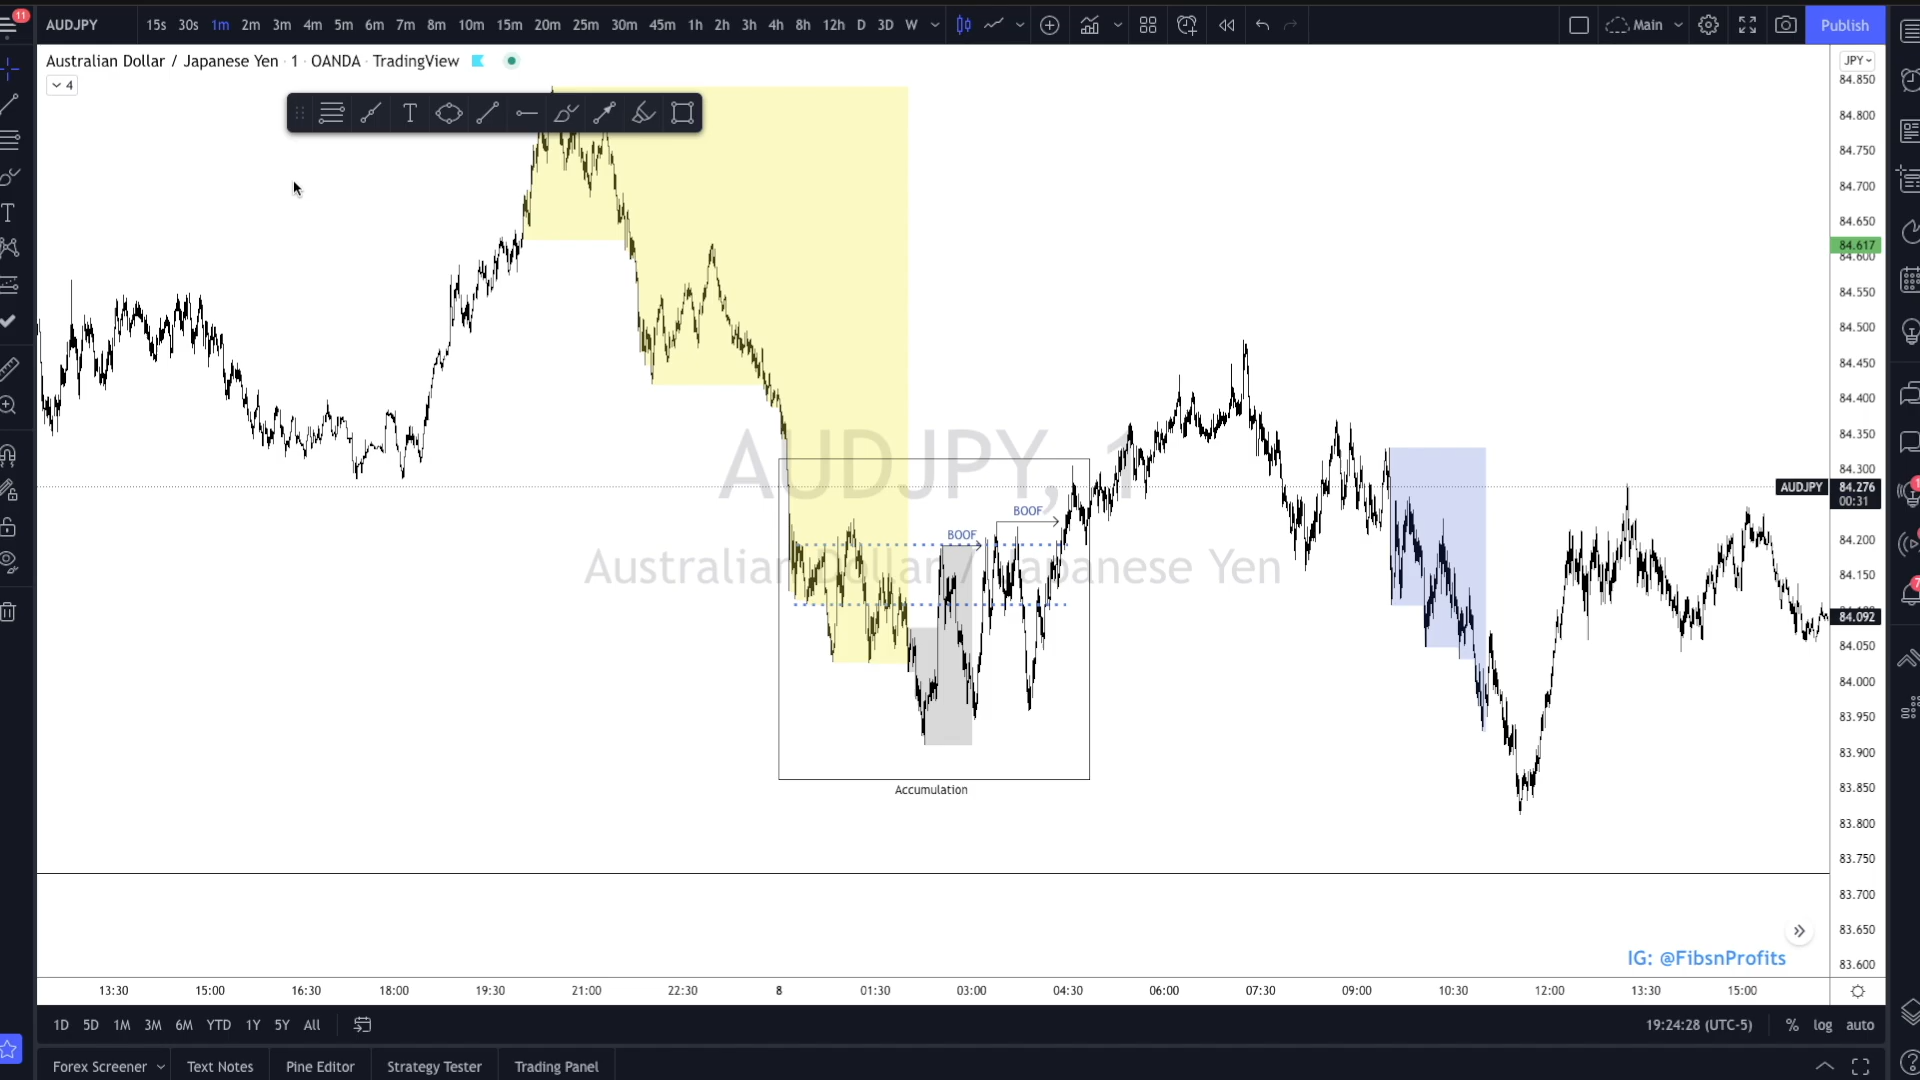 11
AUDJPY 15s 30s 1m 2m 3m 4m 5m 6m 7m 8m 10m 15m 20m 25m 30m 45m 1h 2h 3h 4h 8h 12h D 3D W Main Publish
Australian Dollar / Japanese Yen · 1 · OANDA · TradingView
JPY
4
T
84.850
84.800
84.750
84.700
84.650
84.617
84.600
84.550
84.500
84.450
84.400
84.350
84.300
AUDJPY 84.276
00:31
84.200
84.150
84.092
84.050
84.000
83.950
83.900
83.850
83.800
83.750
83.700
83.650
83.600
AUDJPY, 1
Australian Dollar / Japanese Yen
BOOF
BOOF
Accumulation
IG: @FibsnProfits
13:30 15:00 16:30 18:00 19:30 21:00 22:30 8 01:30 03:00 04:30 06:00 07:30 09:00 10:30 12:00 13:30 15:00
1D 5D 1M 3M 6M YTD 1Y 5Y All 19:24:28 (UTC-5) % log auto
Forex Screener Text Notes Pine Editor Strategy Tester Trading Panel